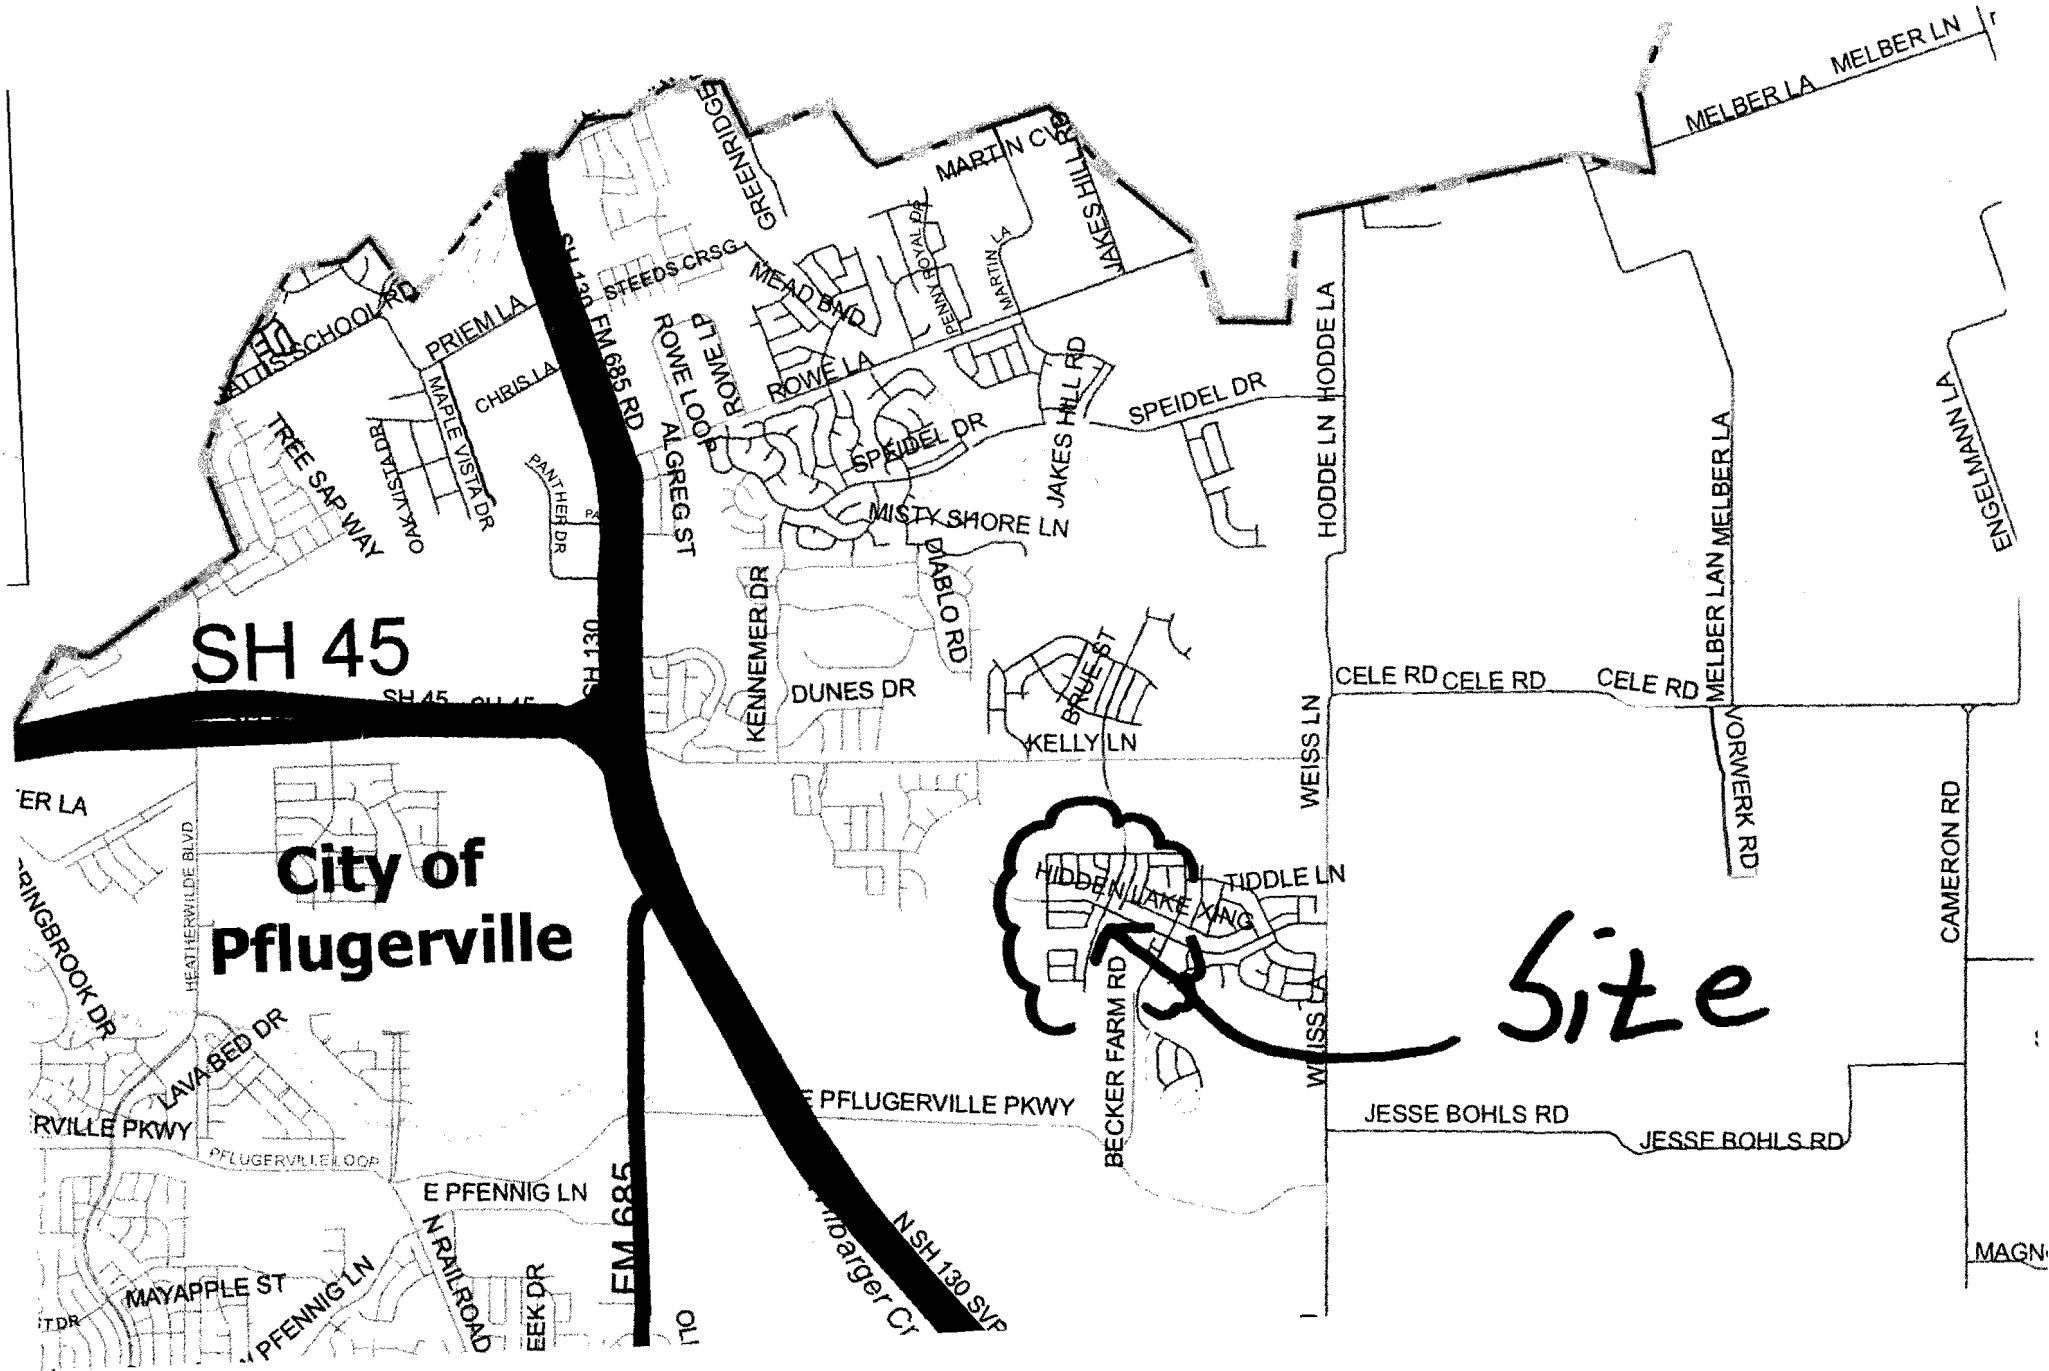 MELBER LN
MELBER LA
GREENRIDGE
MARTIN CV
JAKES HILL RD
PENNY ROYAL DR
MARTIN LA
SH 130
FM 685 RD
STEEDS CRSG
MEAD BND
PRIEM LA
CHRIS LA
MAPLE VISTA DR
OAK VISTA DR
TREE SAP WAY
PANTHER DR
PA
ROWE LOOP
ROWE LP
ROWE LA
ALGREG ST
SPEIDEL DR
SPEIDEL DR
JAKES HILL RD
MISTY SHORE LN
DIABLO RD
KENNEMER DR
DUNES DR
HODDE LA
HODDE LN
MELBER LA
MELBER LAN
ENGELMANN LA
SH 45
SH 45
SH 130
BRUE ST
KELLY LN
WEISS LN
CELE RD
CELE RD
CELE RD
VORWERK RD
CAMERON RD
ER LA
HEATHERWILDE BLVD
City of
Pflugerville
RINGBROOK DR
LAVA BED DR
HIDDEN LAKE XING
TIDDLE LN
Site
BECKER FARM RD
WEISS LA
E PFLUGERVILLE PKWY
JESSE BOHLS RD
JESSE BOHLS RD
RVILLE PKWY
PFLUGERVILLE LOOP
E PFENNIG LN
FM 685
N RAILROAD
N SH 130 SVR
lbarger Cr
MAYAPPLE ST
PFENNIG LN
EEK DR
T DR
OLI
MAGN